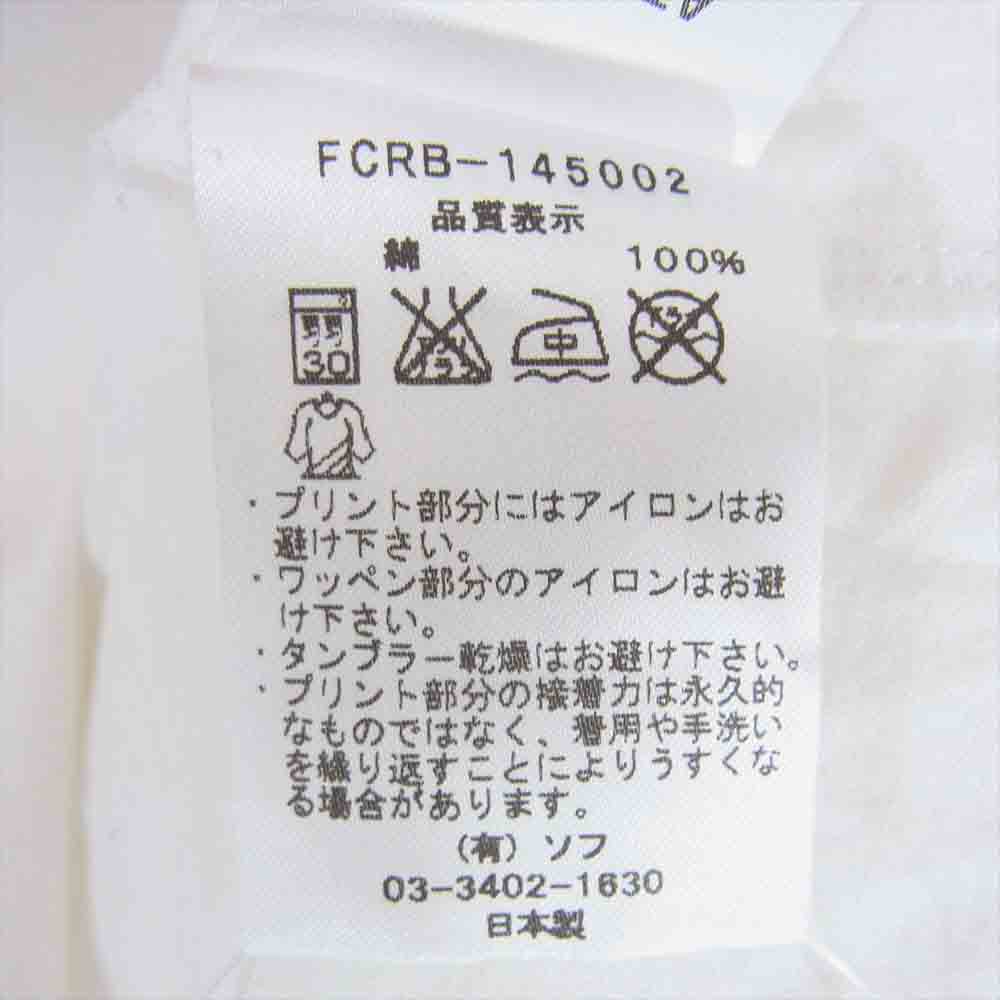 FCRB-145002
品質表示
綿 100%
弱 30 中
・プリント部分にはアイロンはお
避け下さい。
・ワッペン部分のアイロンはお避
け下さい。
・タンブラー乾燥はお避け下さい。
・プリント部分の接着力は永久的
なものではなく、着用や手洗い
を繰り返すことによりうすくな
る場合があります。
(有) ソフ
03-3402-1630
日本製